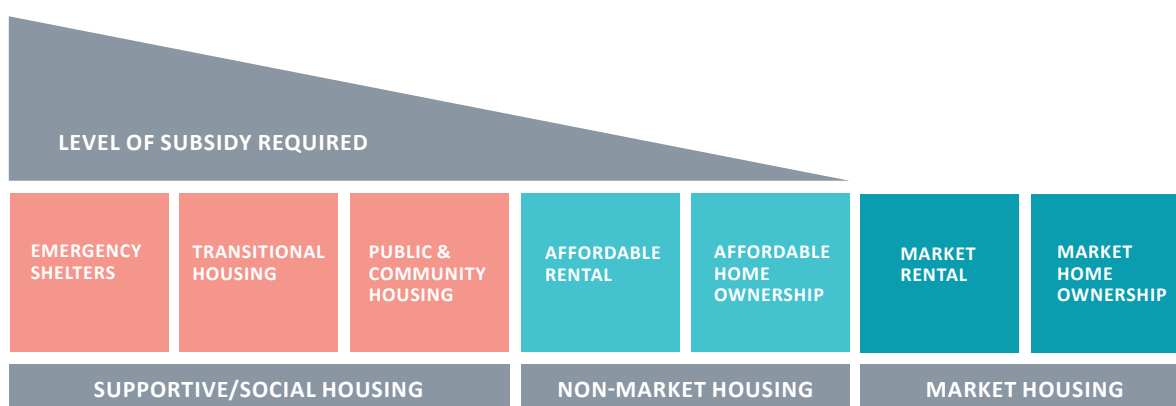 LEVEL OF SUBSIDY REQUIRED
EMERGENCY
SHELTERS
TRANSITIONAL
HOUSING
PUBLIC &
COMMUNITY
HOUSING
AFFORDABLE
RENTAL
AFFORDABLE
HOME
OWNERSHIP
MARKET
RENTAL
MARKET
HOME
OWNERSHIP
SUPPORTIVE/SOCIAL HOUSING
NON-MARKET HOUSING
MARKET HOUSING